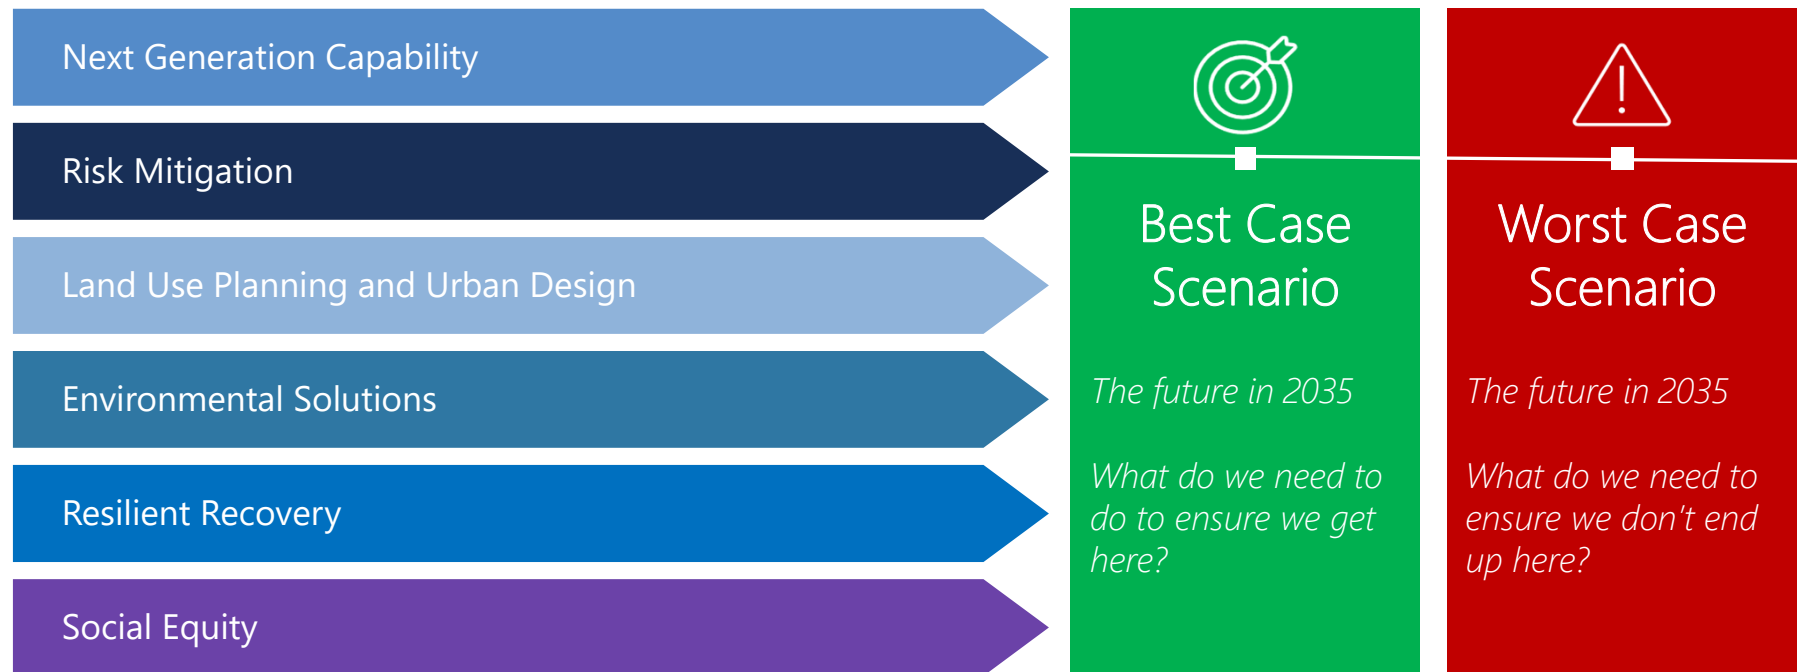 Next Generation Capability
Risk Mitigation
Land Use Planning and Urban Design
Environmental Solutions
Resilient Recovery
Social Equity
Best Case
Scenario
The future in 2035
What do we need to
do to ensure we get
here?
Worst Case
Scenario
The future in 2035
What do we need to
ensure we don't end
up here?